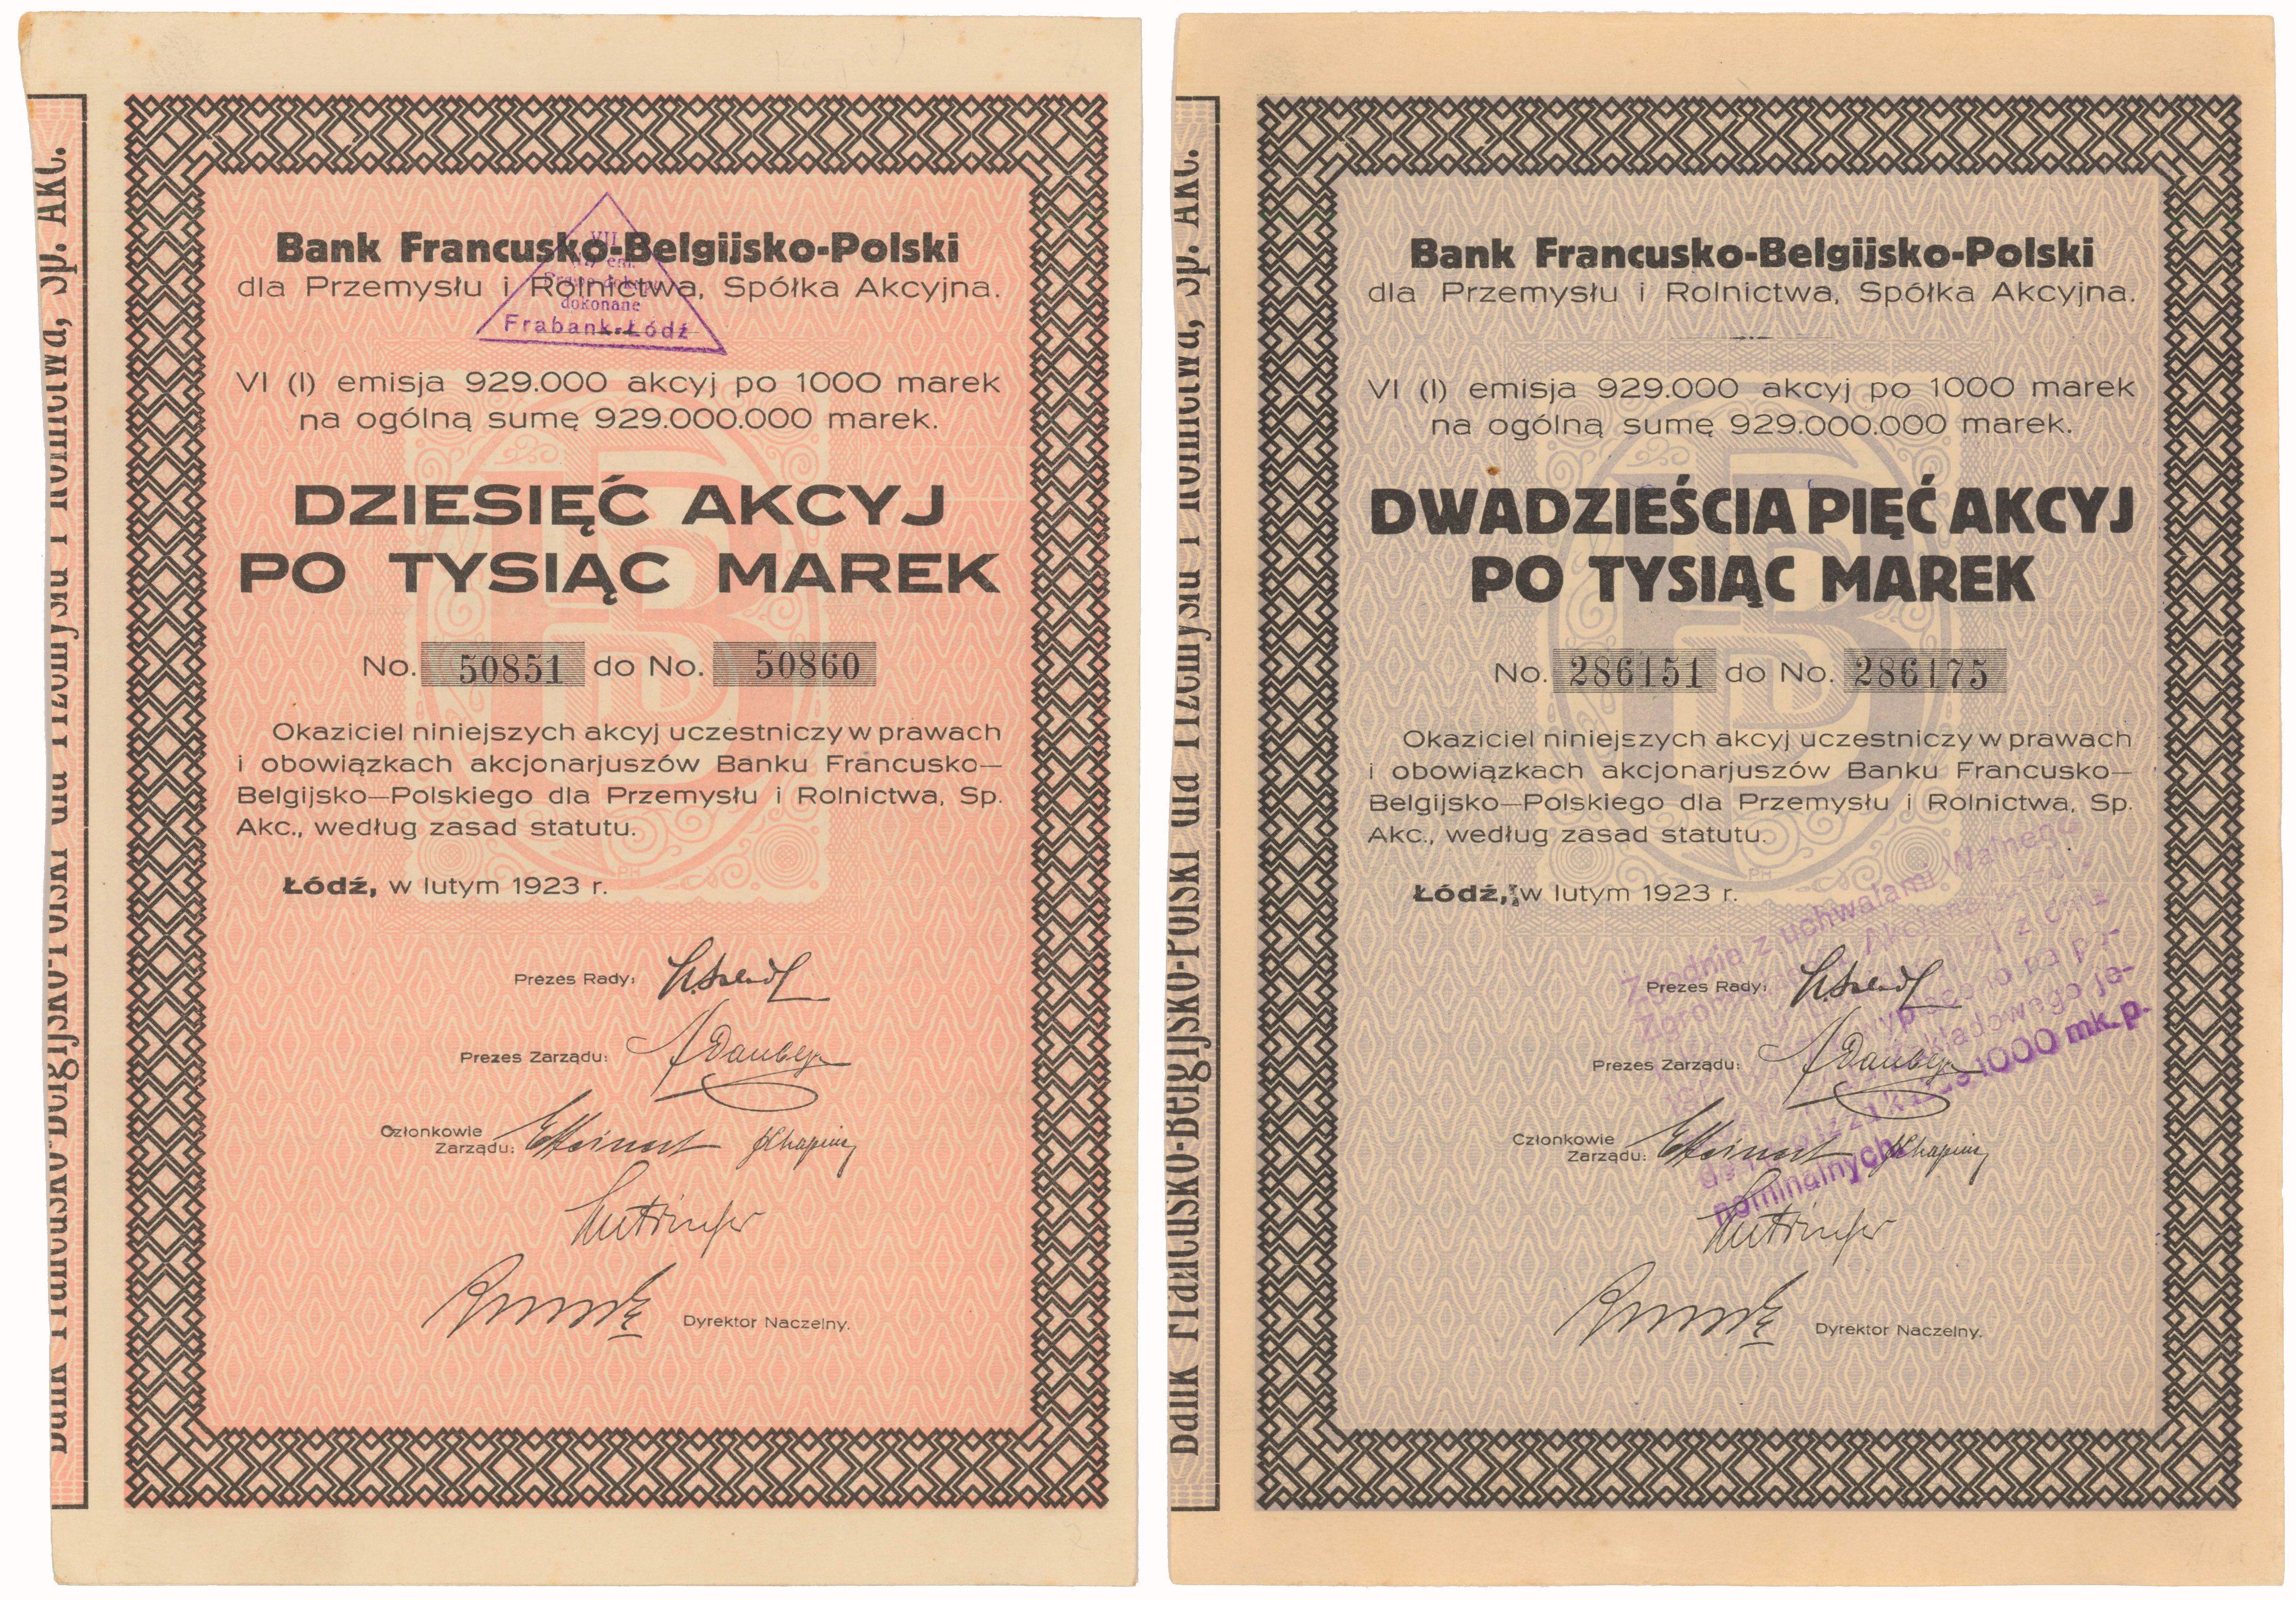 Bank Francusko-Belgijsko-Polski dla Przemysłu i Rolnictwa, Sp. Akc.
Bank Francusko-Belgijsko-Polski
dla Przemysłu i Rolnictwa, Spółka Akcyjna.
VII
em.
dokonane
Frabank-Łódź
VI (I) emisja 929.000 akcyj po 1000 marek
na ogólną sumę 929.000.000 marek.
DZIESIĘĆ AKCYJ
PO TYSIĄC MAREK
No. 50851 do No. 50860
Okaziciel niniejszych akcyj uczestniczy w prawach
i obowiązkach akcjonarjuszów Banku Francusko—
Belgijsko—Polskiego dla Przemysłu i Rolnictwa, Sp.
Akc., według zasad statutu.
Łódź, w lutym 1923 r.
Prezes Rady:
Prezes Zarządu:
Członkowie
Zarządu:
Dyrektor Naczelny.
Bank Francusko-Belgijsko-Polski dla Przemysłu i Rolnictwa, Sp. Akc.
Bank Francusko-Belgijsko-Polski
dla Przemysłu i Rolnictwa, Spółka Akcyjna.
VI (I) emisja 929.000 akcyj po 1000 marek
na ogólną sumę 929.000.000 marek.
DWADZIEŚCIA PIĘĆ AKCYJ
PO TYSIĄC MAREK
No. 286151 do No. 286175
Okaziciel niniejszych akcyj uczestniczy w prawach
i obowiązkach akcjonarjuszów Banku Francusko—
Belgijsko—Polskiego dla Przemysłu i Rolnictwa, Sp.
Akc., według zasad statutu.
Łódź, w lutym 1923 r.
Zgodnie z uchwałami Walnego
1000 mk. p.
nominalnych
Prezes Rady:
Prezes Zarządu:
Członkowie
Zarządu:
Dyrektor Naczelny.